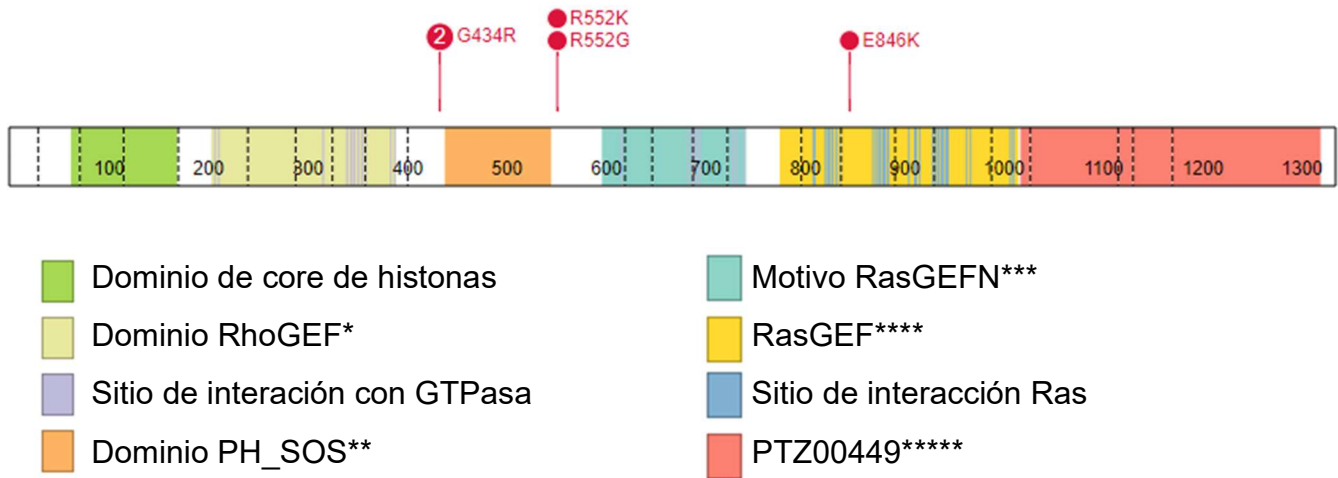 R552K
2 G434R R552G E846K
100 200 300 400 500 600 700 800 900 1000 1100 1200 1300
Dominio de core de histonas
Dominio RhoGEF*
Sitio de interación con GTPasa
Dominio PH_SOS**
Motivo RasGEFN***
RasGEF****
Sitio de interacción Ras
PTZ00449*****